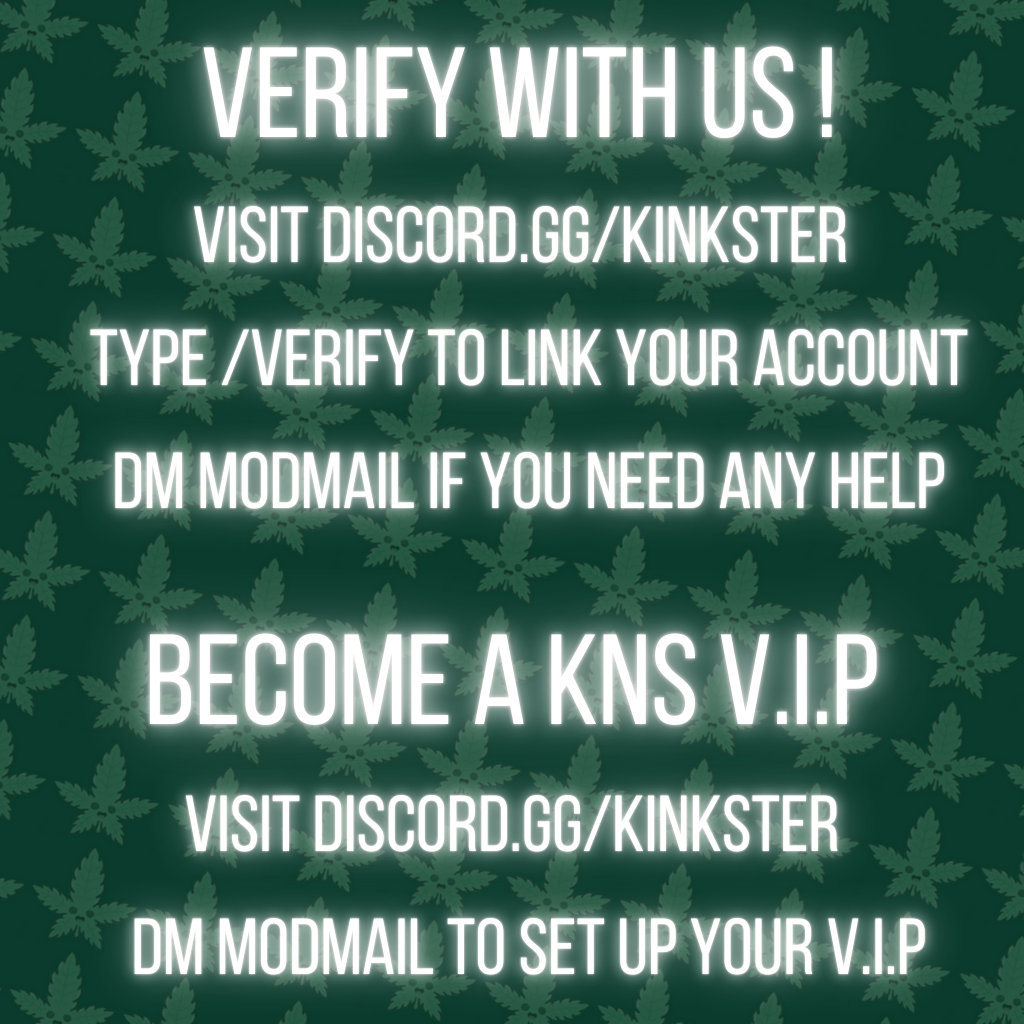 VERIFY WITH US !
VISIT DISCORD.GG/KINKSTER
TYPE /VERIFY TO LINK YOUR ACCOUNT
DM MODMAIL IF YOU NEED ANY HELP
BECOME A KNS V.I.P
VISIT DISCORD.GG/KINKSTER
DM MODMAIL TO SET UP YOUR V.I.P